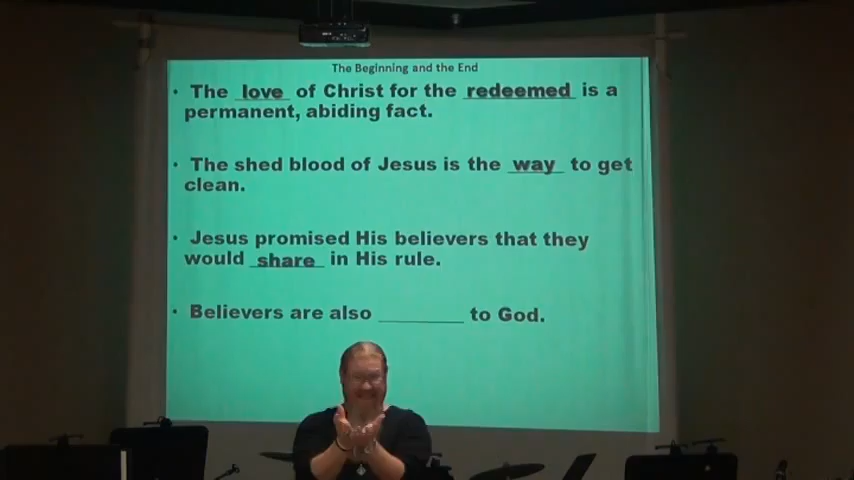 The Beginning and the End
· The love of Christ for the redeemed is a
permanent, abiding fact.
· The shed blood of Jesus is the way to get
clean.
· Jesus promised His believers that they
would share in His rule.
· Believers are also ________ to God.